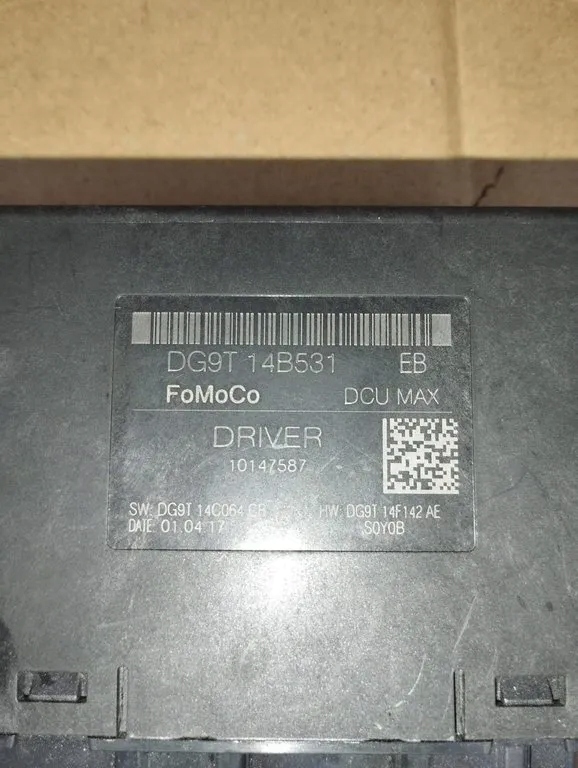 DG9T 14B531 EB
FoMoCo DCU MAX
DRIVER
10147587
SW: DG9T 14C064 HW: DG9T 14F142 AE
DATE: 01.04.17 S0Y0B